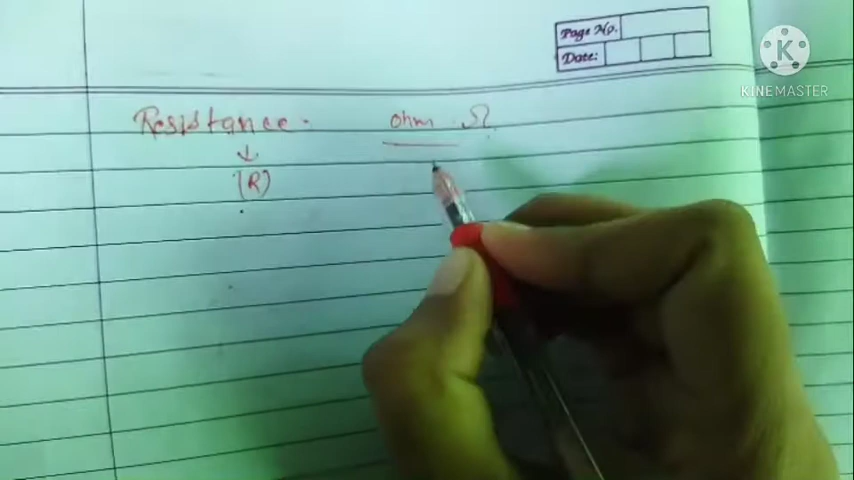 Page No.
Date:
K
KINEMASTER
Resistance. ohm Ω
↓
(R)